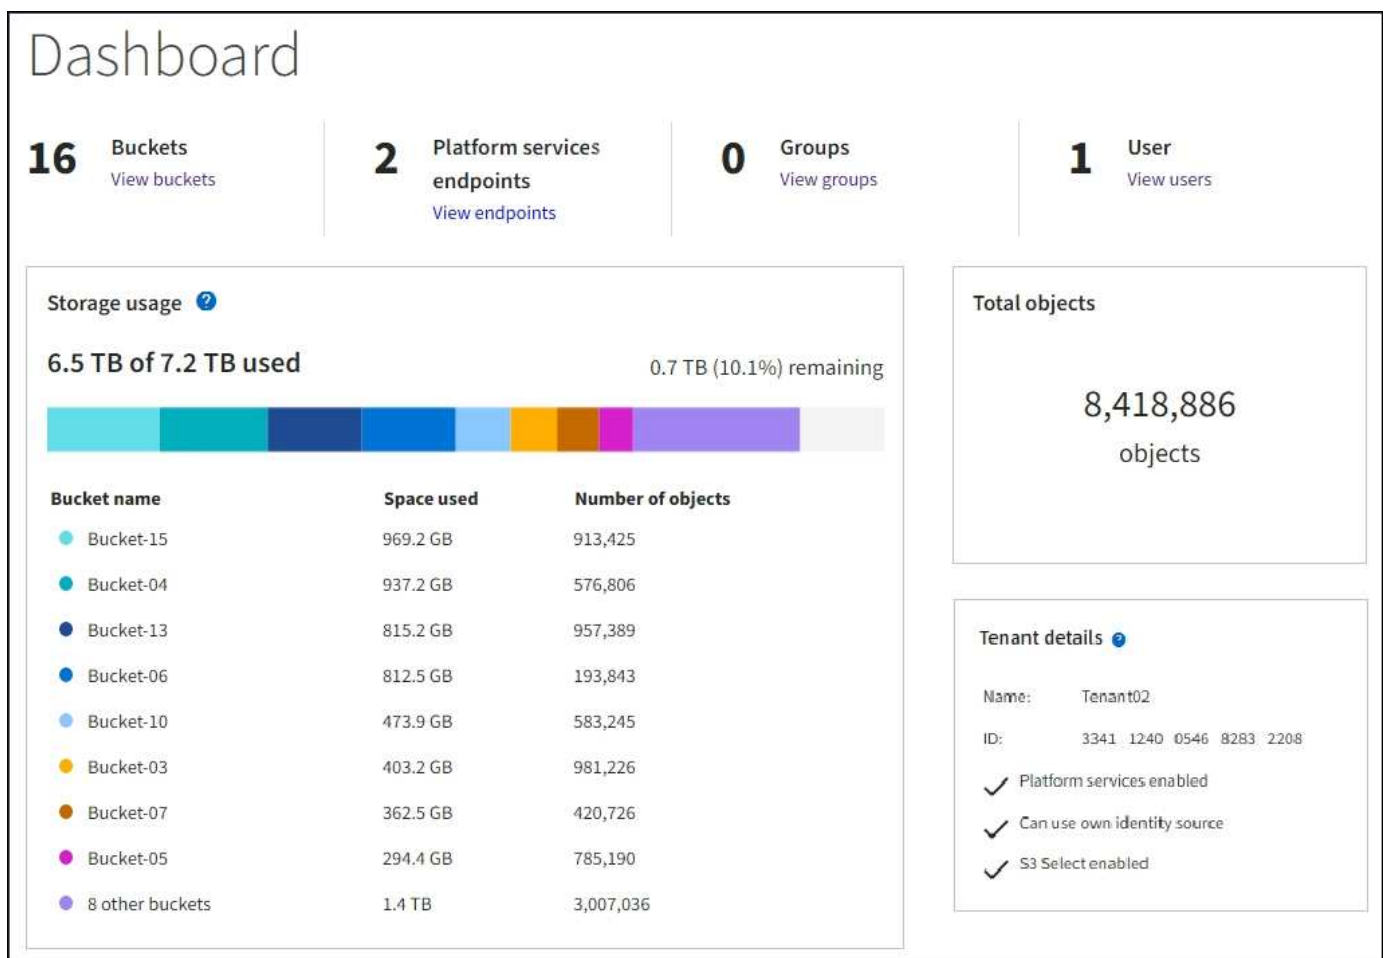 Dashboard
16 Buckets
View buckets
2 Platform services
endpoints
View endpoints
0 Groups
View groups
1 User
View users
Storage usage ?
6.5 TB of 7.2 TB used
0.7 TB (10.1%) remaining
Bucket name Space used Number of objects
Bucket-15 969.2 GB 913,425
Bucket-04 937.2 GB 576,806
Bucket-13 815.2 GB 957,389
Bucket-06 812.5 GB 193,843
Bucket-10 473.9 GB 583,245
Bucket-03 403.2 GB 981,226
Bucket-07 362.5 GB 420,726
Bucket-05 294.4 GB 785,190
8 other buckets 1.4 TB 3,007,036
Total objects
8,418,886
objects
Tenant details ?
Name: Tenant02
ID: 3341 1240 0546 8283 2208
Platform services enabled
Can use own identity source
S3 Select enabled